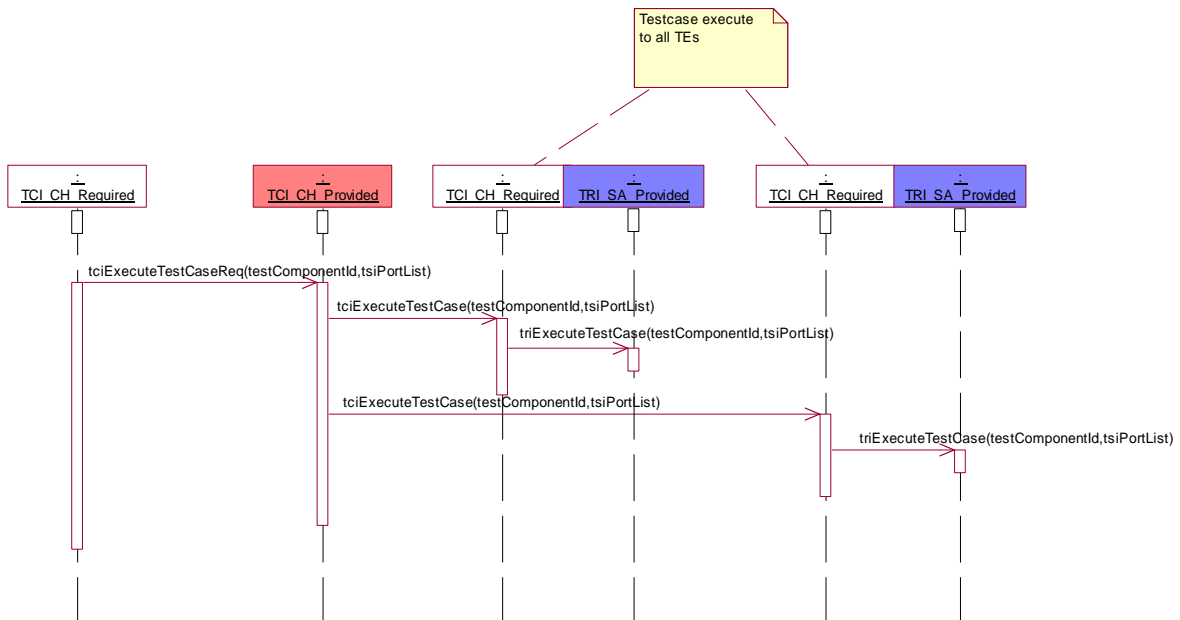 Testcase execute
to all TEs
:
TCI_CH_Required
:
TCI_CH_Provided
:
TCI_CH_Required
:
TRI_SA_Provided
:
TCI_CH_Required
:
TRI_SA_Provided
tciExecuteTestCaseReq(testComponentId,tsiPortList)
tciExecuteTestCase(testComponentId,tsiPortList)
triExecuteTestCase(testComponentId,tsiPortList)
tciExecuteTestCase(testComponentId,tsiPortList)
triExecuteTestCase(testComponentId,tsiPortList)